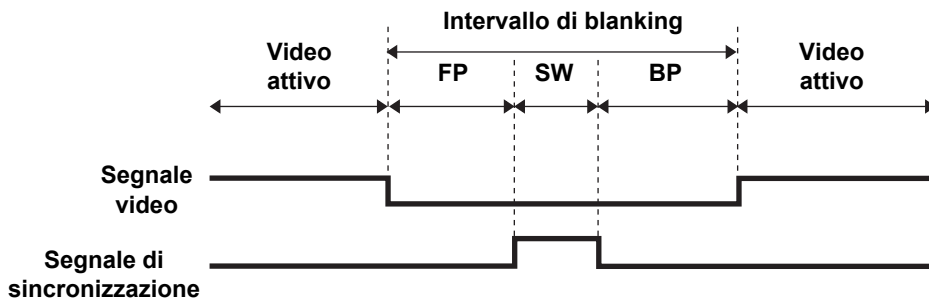 Intervallo di blanking
Video
attivo
FP
SW
BP
Video
attivo
Segnale
video
Segnale di
sincronizzazione